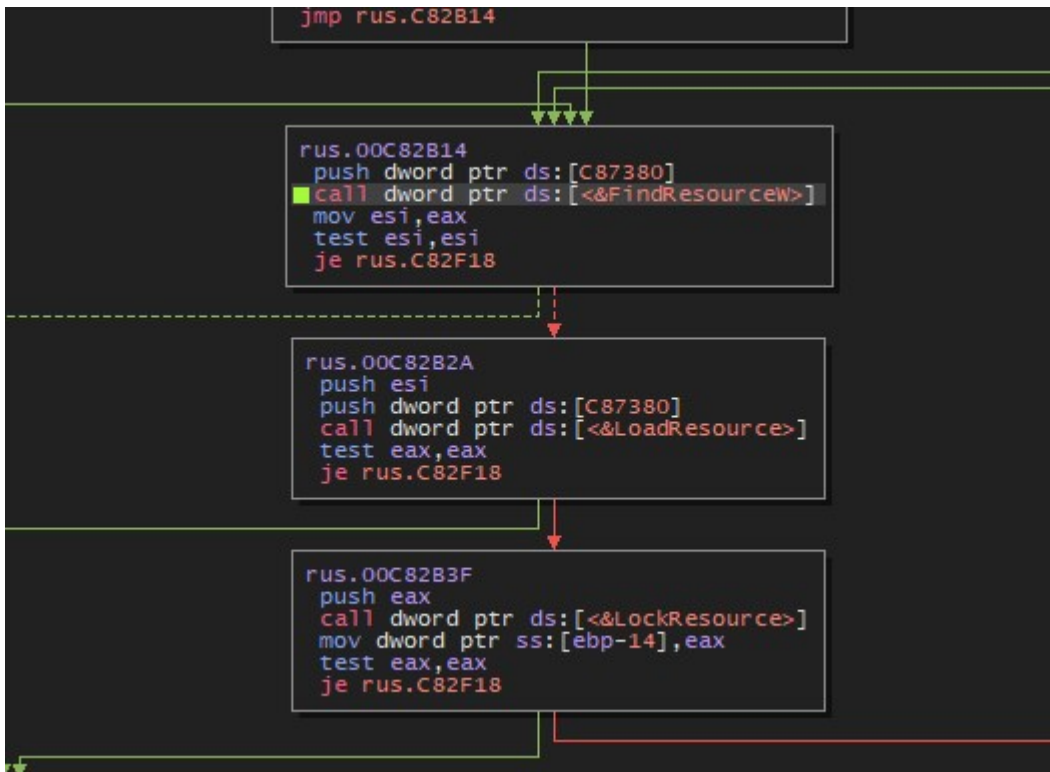 jmp rus.C82B14
rus.00C82B14
push dword ptr ds:[C87380]
call dword ptr ds:[<&FindResourceW>]
mov esi,eax
test esi,esi
je rus.C82F18
rus.00C82B2A
push esi
push dword ptr ds:[C87380]
call dword ptr ds:[<&LoadResource>]
test eax,eax
je rus.C82F18
rus.00C82B3F
push eax
call dword ptr ds:[<&LockResource>]
mov dword ptr ss:[ebp-14],eax
test eax,eax
je rus.C82F18